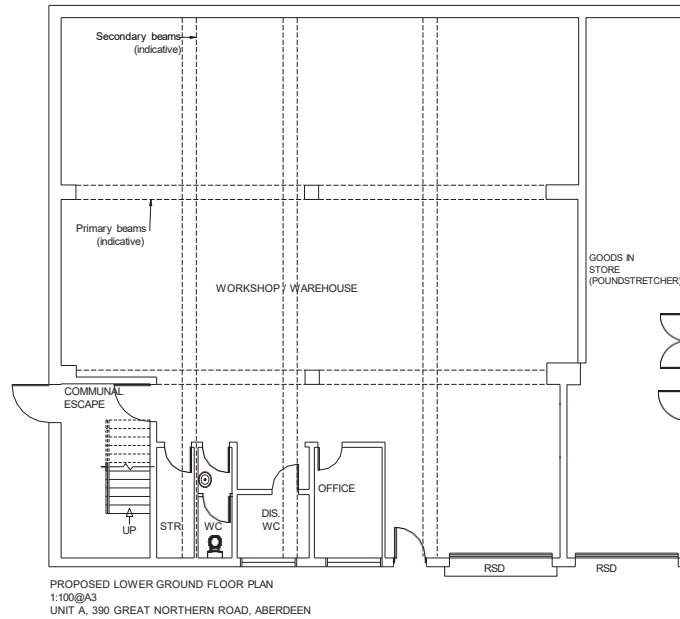 Secondary beams
(indicative)
Primary beams
(indicative)
WORKSHOP / WAREHOUSE
GOODS IN
STORE
(POUNDSTRETCHER)
COMMUNAL
ESCAPE
OFFICE
UP
STR.
WC
DIS.
WC
RSD
RSD
PROPOSED LOWER GROUND FLOOR PLAN
1:100@A3
UNIT A, 390 GREAT NORTHERN ROAD, ABERDEEN